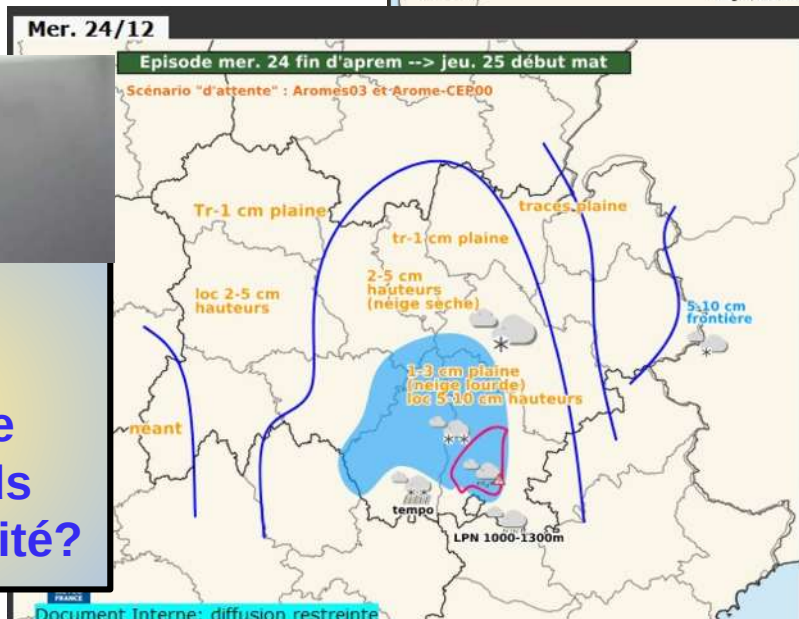 Mer. 24/12
Episode mer. 24 fin d'aprem --> jeu. 25 début mat
Scénario "d'attente" : Arome503 et Arome-CEP00
Tr-1 cm plaine
traces plaine
tr-1 cm plaine
2-5 cm
hauteurs
(neige sèche)
loc 2-5 cm
hauteurs
5-10 cm
frontière
1-3 cm plaine
(neige lourde)
loc 5-10 cm hauteurs
néant
tempo
LPN 1000-1300m
ité?
FRANCE
Document Interne: diffusion restreinte